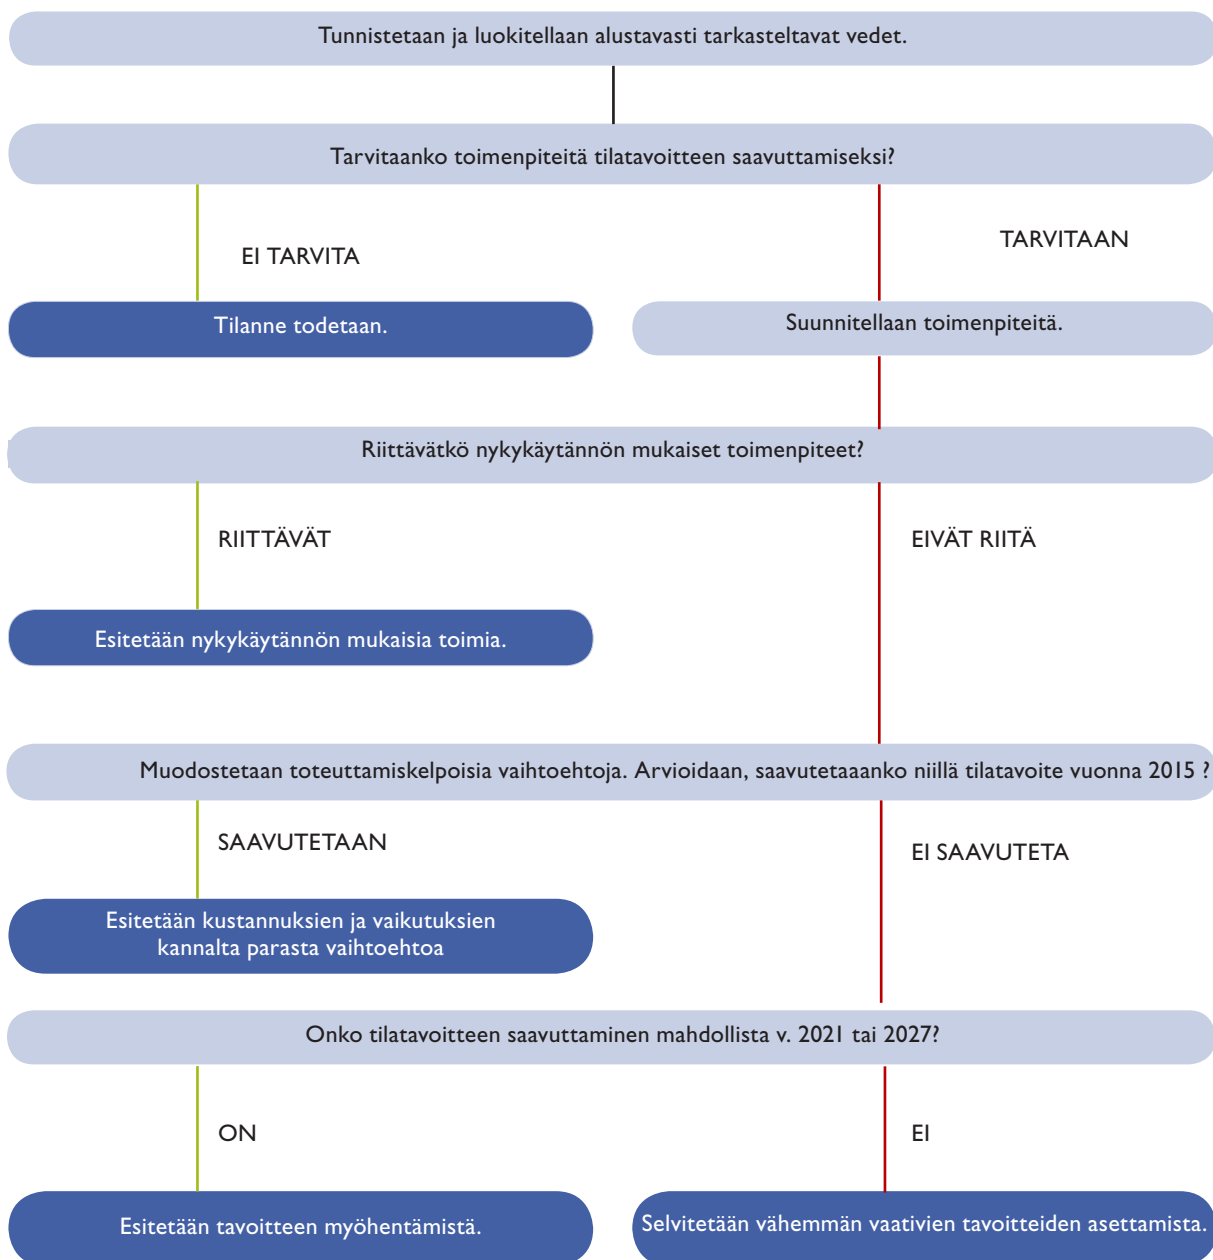 Tunnistetaan ja luokitellaan alustavasti tarkasteltavat vedet.
Tarvitaanko toimenpiteitä tilatavoitteen saavuttamiseksi?
EI TARVITA
TARVITAAN
Tilanne todetaan.
Suunnitellaan toimenpiteitä.
Riittävätkö nykykäytännön mukaiset toimenpiteet?
RIITTÄVÄT
EIVÄT RIITÄ
Esitetään nykykäytännön mukaisia toimia.
Muodostetaan toteuttamiskelpoisia vaihtoehtoja. Arvioidaan, saavutetaaanko niillä tilatavoite vuonna 2015 ?
SAAVUTETAAN
EI SAAVUTETA
Esitetään kustannuksien ja vaikutuksien
kannalta parasta vaihtoehtoa
Onko tilatavoitteen saavuttaminen mahdollista v. 2021 tai 2027?
ON
EI
Esitetään tavoitteen myöhentämistä.
Selvitetään vähemmän vaativien tavoitteiden asettamista.